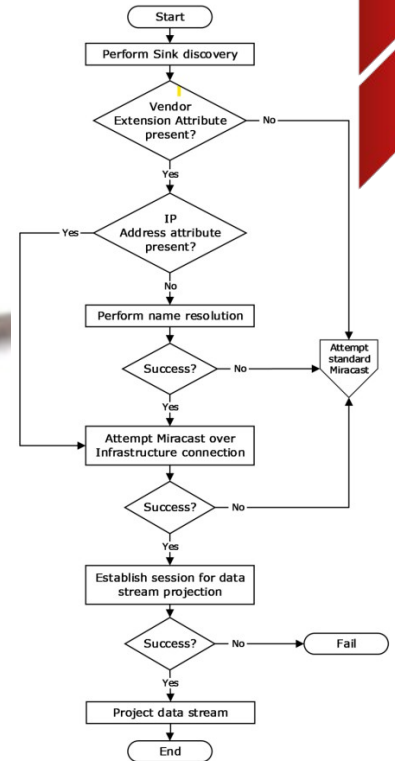 Start
Perform Sink discovery
Vendor
Extension Attribute
present?
No
Yes
IP
Address attribute
present?
Yes
No
Perform name resolution
Success?
No
Attempt
standard
Miracast
Yes
Attempt Miracast over
Infrastructure connection
Success?
No
Yes
Establish session for data
stream projection
Success?
No
Fail
Yes
Project data stream
End